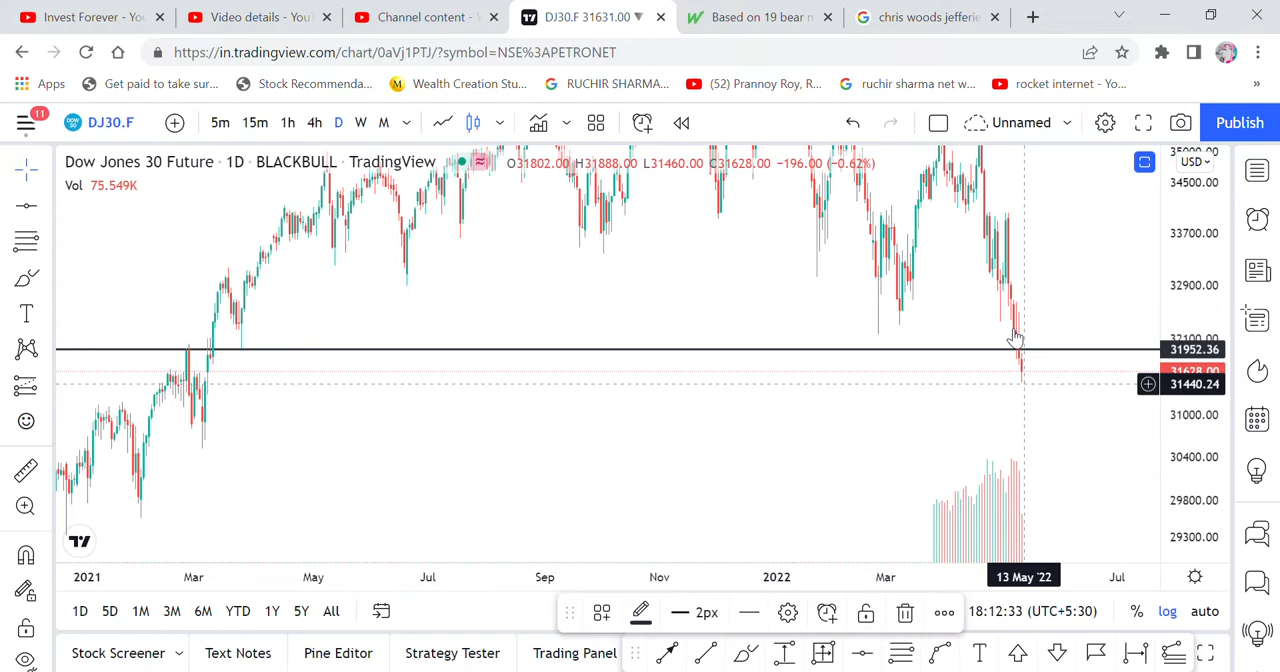 Invest Forever - You
Video details - YouT
Channel content -
DJ30.F 31631.00 ▼
Based on 19 bear m
chris woods jefferie
https://in.tradingview.com/chart/0aVj1PTJ/?symbol=NSE%3APETRONET
Apps
Get paid to take sur...
Stock Recommenda...
Wealth Creation Stu...
RUCHIR SHARMA...
(52) Prannoy Roy, R...
ruchir sharma net w...
rocket internet - Yo...
»
11
DJ30.F
5m 15m 1h 4h D W M
Unnamed
Publish
Dow Jones 30 Future · 1D · BLACKBULL · TradingView
O31802.00 H31888.00 L31460.00 C31628.00 −196.00 (−0.62%)
USD
Vol 75.549K
35000.00
34500.00
33700.00
32900.00
32100.00
31952.36
31628.00
31440.24
31000.00
30400.00
29800.00
29300.00
2021 Mar May Jul Sep Nov 2022 Mar 13 May '22 Jul
1D 5D 1M 3M 6M YTD 1Y 5Y All
2px
18:12:33 (UTC+5:30)
% log auto
Stock Screener
Text Notes
Pine Editor
Strategy Tester
Trading Panel